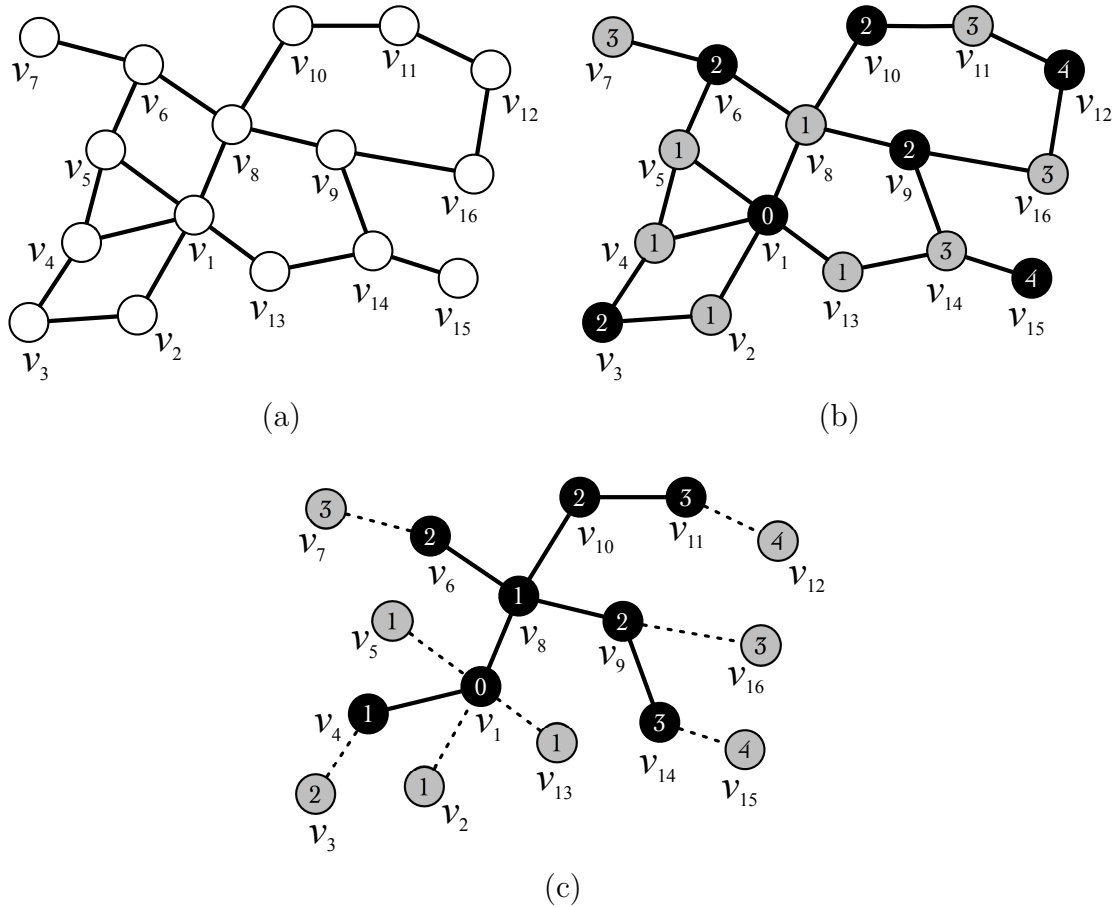 v10 v11
v7 v6 v12
v5 v8 v9
v16
v4 v1
v13 v14 v15
v3 v2
(a)
3 2 2 3 4
v7 v6 v10 v11 v12
1 1 2 3
v5 v8 v9 v16
1 0 1 3 4
v4 v1 v13 v14 v15
2 1
v3 v2
(b)
3 2 2 3 4
v7 v6 v10 v11 v12
1 1 2 3
v5 v8 v9 v16
1 0 1 3 4
v4 v1 v13 v14 v15
2 1
v3 v2
(c)